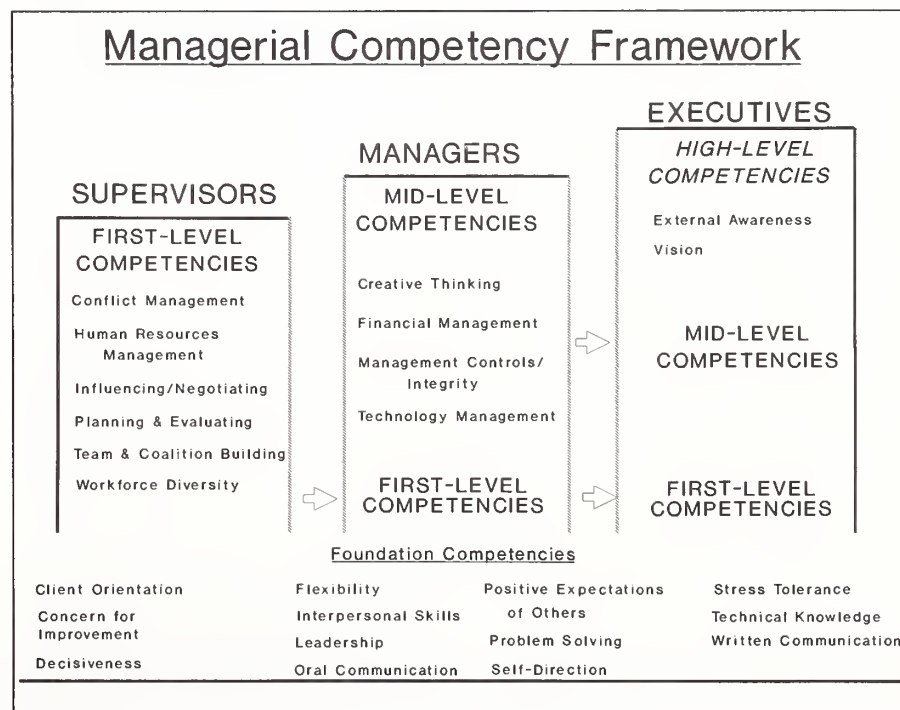 Managerial Competency Framework
SUPERVISORS
FIRST-LEVEL
COMPETENCIES
Conflict Management
Human Resources
Management
Influencing/Negotiating
Planning & Evaluating
Team & Coalition Building
Workforce Diversity
MANAGERS
MID-LEVEL
COMPETENCIES
Creative Thinking
Financial Management
Management Controls/
Integrity
Technology Management
FIRST-LEVEL
COMPETENCIES
EXECUTIVES
HIGH-LEVEL
COMPETENCIES
External Awareness
Vision
MID-LEVEL
COMPETENCIES
FIRST-LEVEL
COMPETENCIES
Foundation Competencies
Client Orientation
Concern for
Improvement
Decisiveness
Flexibility
Interpersonal Skills
Leadership
Oral Communication
Positive Expectations
of Others
Problem Solving
Self-Direction
Stress Tolerance
Technical Knowledge
Written Communication